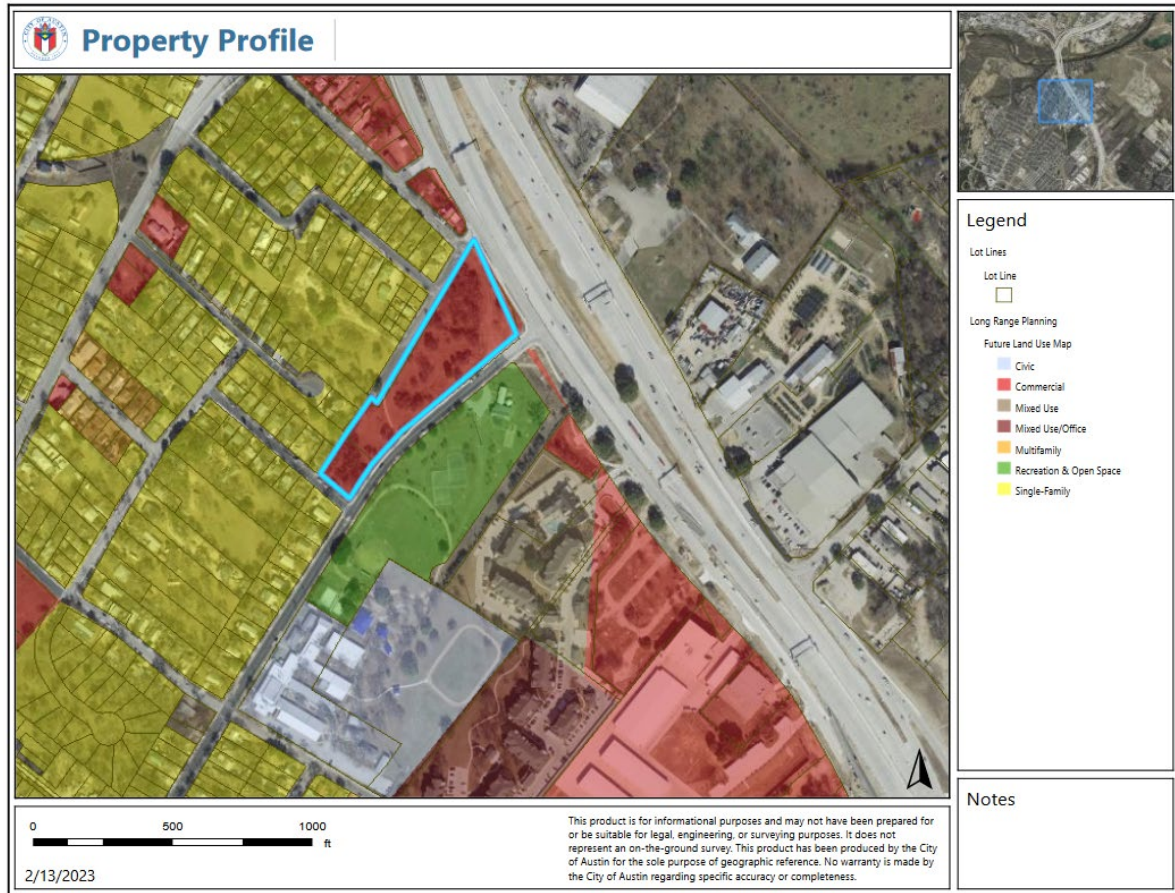 Property Profile
Legend
Lot Lines
Lot Line
Long Range Planning
Future Land Use Map
Civic
Commercial
Mixed Use
Mixed Use/Office
Multifamily
Recreation & Open Space
Single-Family
Notes
0 500 1000
ft
2/13/2023
This product is for informational purposes and may not have been prepared for
or be suitable for legal, engineering, or surveying purposes. It does not
represent an on-the-ground survey. This product has been produced by the City
of Austin for the sole purpose of geographic reference. No warranty is made by
the City of Austin regarding specific accuracy or completeness.